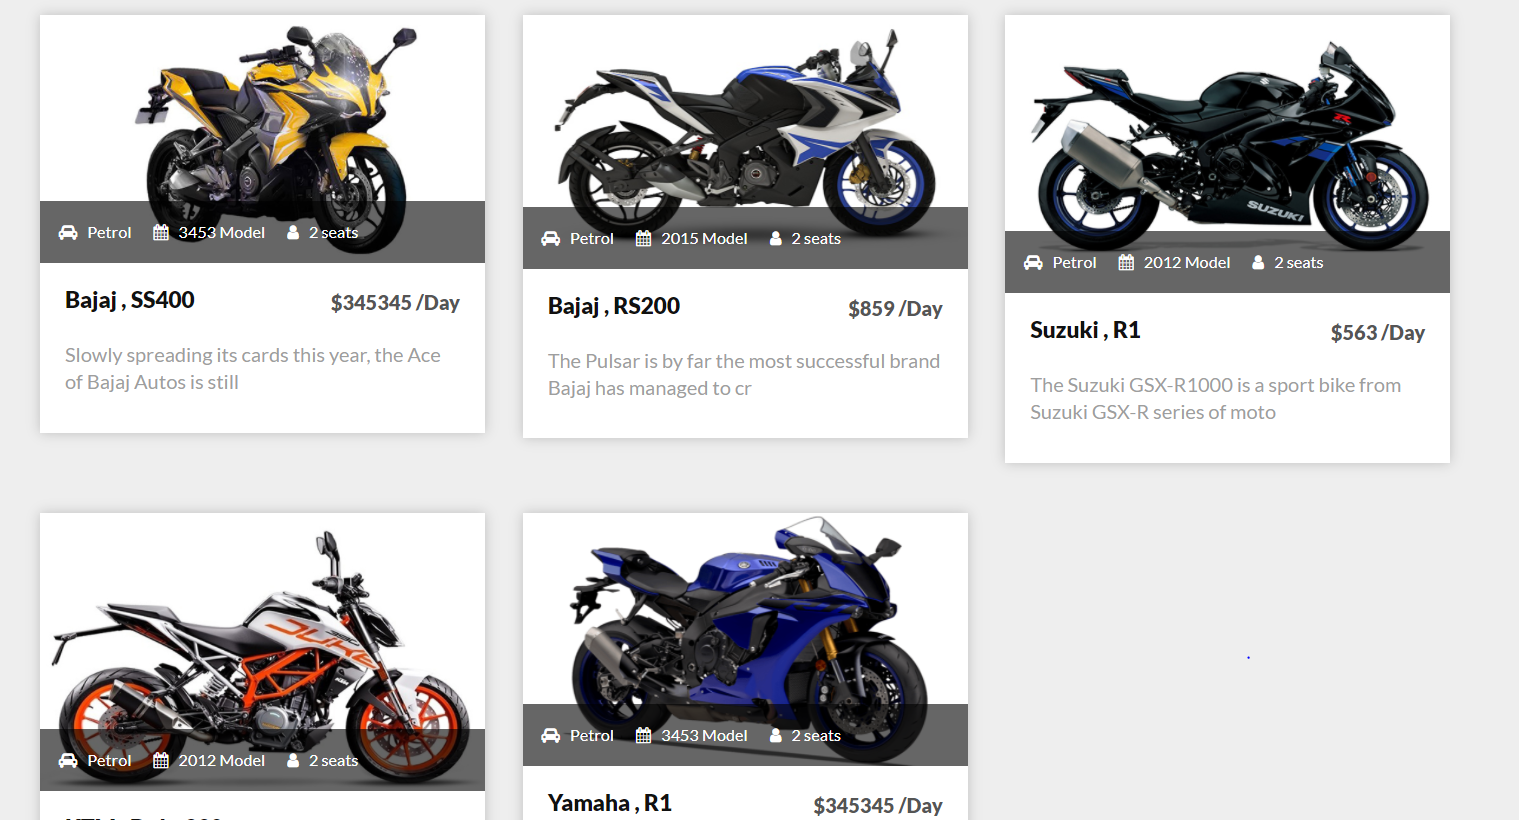 Petrol 3453 Model 2 seats
Bajaj , SS400 $345345 /Day
Slowly spreading its cards this year, the Ace
of Bajaj Autos is still
Petrol 2015 Model 2 seats
Bajaj , RS200 $859 /Day
The Pulsar is by far the most successful brand
Bajaj has managed to cr
SUZUKI
R
Petrol 2012 Model 2 seats
Suzuki , R1 $563 /Day
The Suzuki GSX-R1000 is a sport bike from
Suzuki GSX-R series of moto
DUKE
KTM
Petrol 2012 Model 2 seats
Petrol 3453 Model 2 seats
Yamaha , R1 $345345 /Day